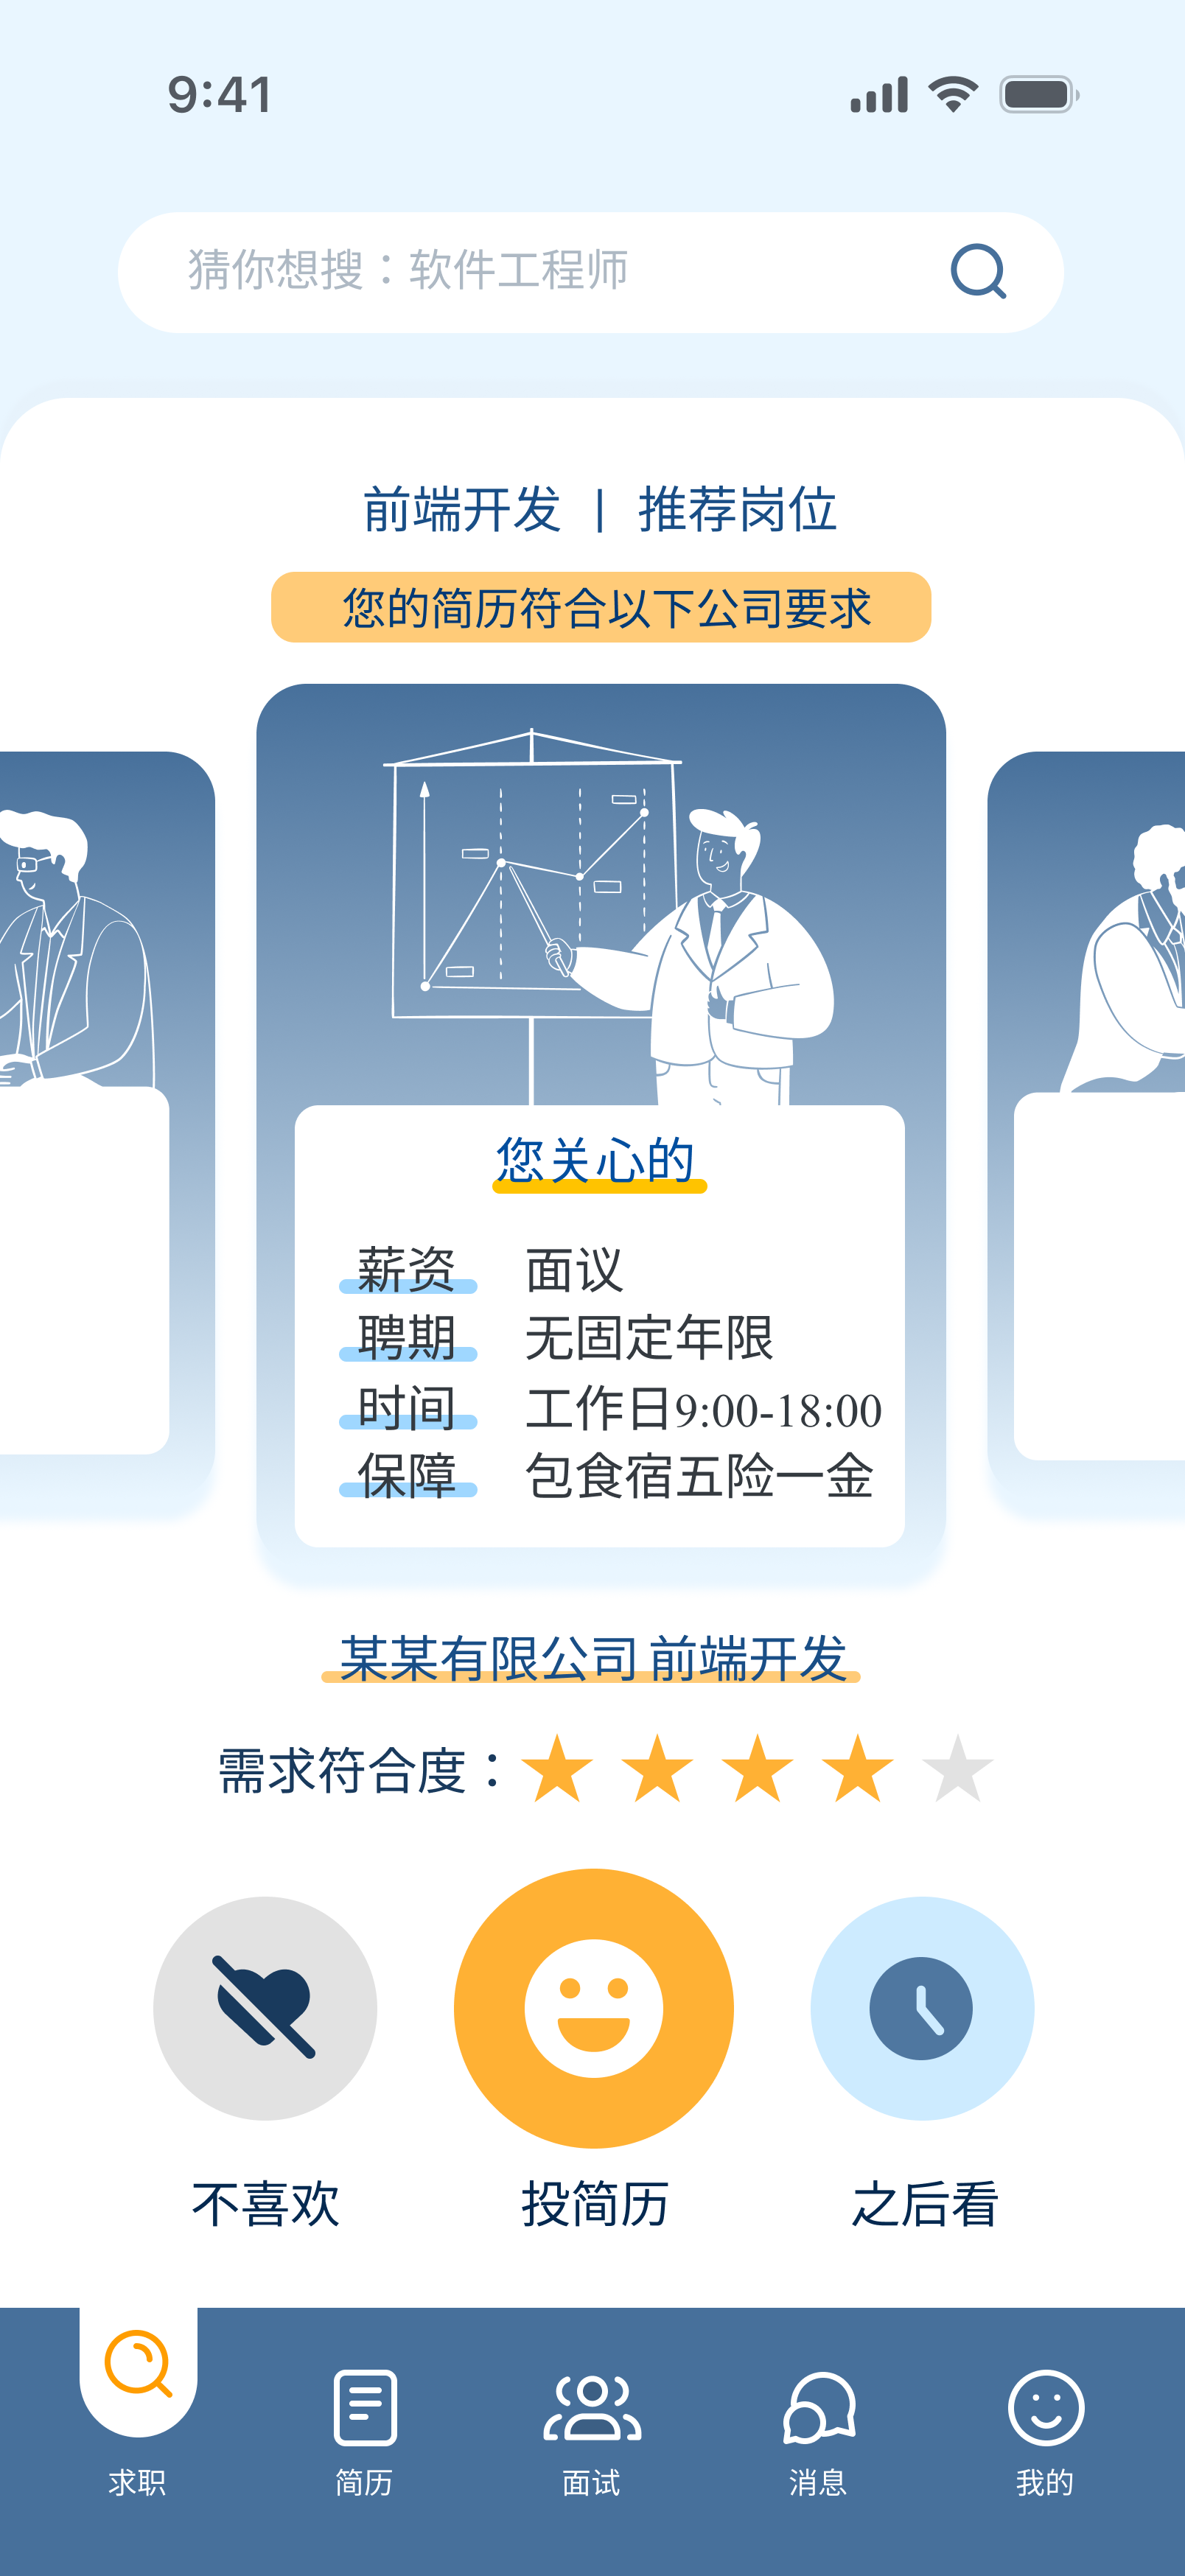 9:41
猜你想搜：软件工程师
前端开发 | 推荐岗位
您的简历符合以下公司要求
您关心的
薪资 面议
聘期 无固定年限
时间 工作日9:00-18:00
保障 包食宿五险一金
某某有限公司 前端开发
需求符合度：
不喜欢 投简历 之后看
求职 简历 面试 消息 我的